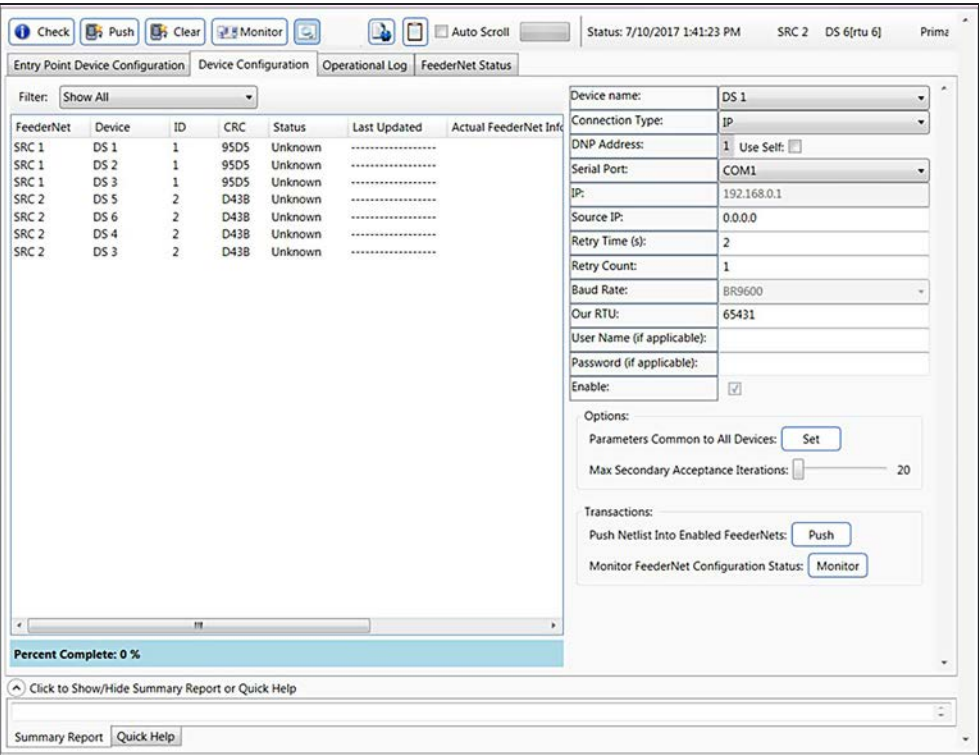 Check Push Clear Monitor Auto Scroll Status: 7/10/2017 1:41:23 PM SRC 2 DS 6[rtu 6] Prima
Entry Point Device Configuration Device Configuration Operational Log FeederNet Status
Filter: Show All
FeederNet Device ID CRC Status Last Updated Actual FeederNet Info
SRC 1 DS 1 1 95D5 Unknown ------------------
SRC 1 DS 2 1 95D5 Unknown ------------------
SRC 1 DS 3 1 95D5 Unknown ------------------
SRC 2 DS 5 2 D43B Unknown ------------------
SRC 2 DS 6 2 D43B Unknown ------------------
SRC 2 DS 4 2 D43B Unknown ------------------
SRC 2 DS 3 2 D43B Unknown ------------------
Percent Complete: 0 %
Device name: DS 1
Connection Type: IP
DNP Address: 1 Use Self:
Serial Port: COM1
IP: 192.168.0.1
Source IP: 0.0.0.0
Retry Time (s): 2
Retry Count: 1
Baud Rate: BR9600
Our RTU: 65431
User Name (if applicable):
Password (if applicable):
Enable:
Options:
Parameters Common to All Devices: Set
Max Secondary Acceptance Iterations: 20
Transactions:
Push Netlist Into Enabled FeederNets: Push
Monitor FeederNet Configuration Status: Monitor
Click to Show/Hide Summary Report or Quick Help
Summary Report Quick Help